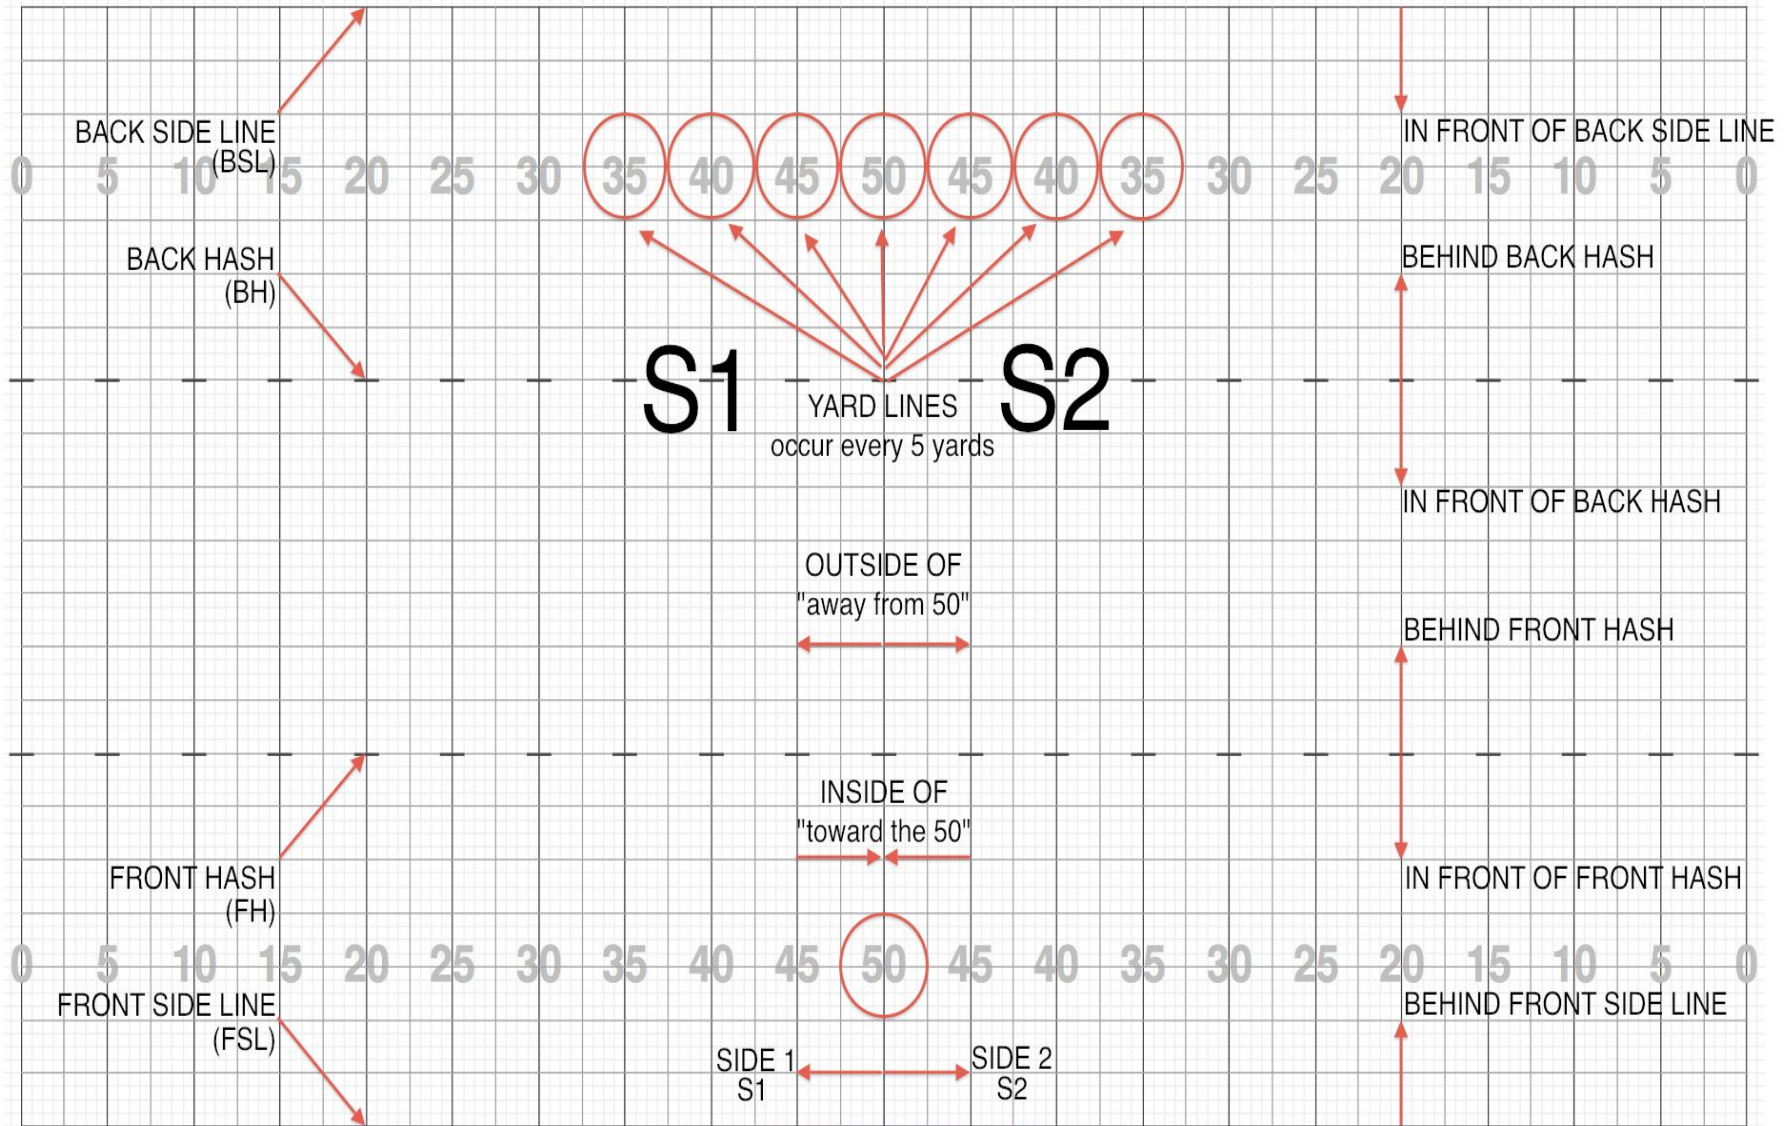 BACK SIDE LINE
(BSL)
IN FRONT OF BACK SIDE LINE
0 5 10 15 20 25 30 35 40 45 50 45 40 35 30 25 20 15 10 5 0
BACK HASH
(BH)
BEHIND BACK HASH
S1 S2
YARD LINES
occur every 5 yards
IN FRONT OF BACK HASH
OUTSIDE OF
"away from 50"
BEHIND FRONT HASH
INSIDE OF
"toward the 50"
FRONT HASH
(FH)
IN FRONT OF FRONT HASH
0 5 10 15 20 25 30 35 40 45 50 45 40 35 30 25 20 15 10 5 0
FRONT SIDE LINE
(FSL)
BEHIND FRONT SIDE LINE
SIDE 1
S1
SIDE 2
S2